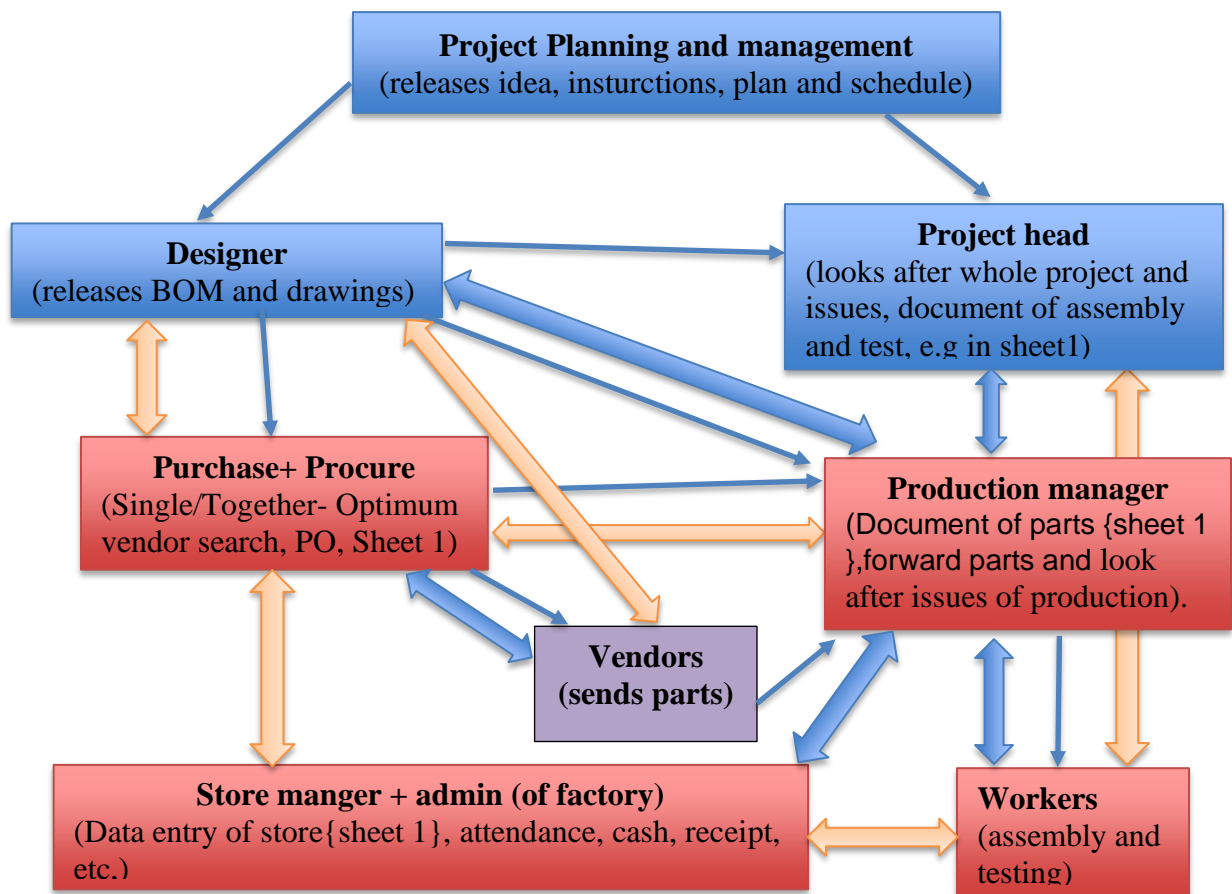 Project Planning and management
(releases idea, insturctions, plan and schedule)
Designer
(releases BOM and drawings)
Project head
(looks after whole project and
issues, document of assembly
and test, e.g in sheet1)
Purchase+ Procure
(Single/Together- Optimum
vendor search, PO, Sheet 1)
Production manager
(Document of parts {sheet 1
},forward parts and look
after issues of production).
Vendors
(sends parts)
Store manger + admin (of factory)
(Data entry of store{sheet 1}, attendance, cash, receipt,
etc.)
Workers
(assembly and
testing)